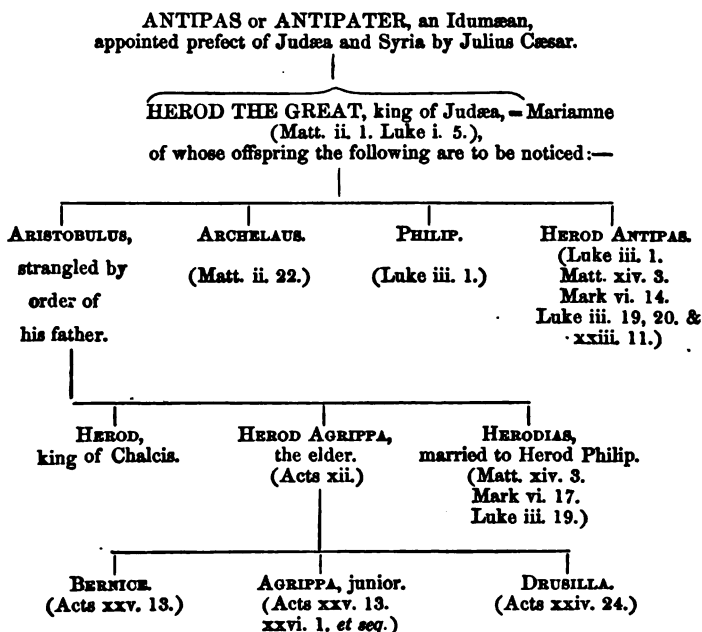 ANTIPAS or ANTIPATER, an Idumæan,
appointed prefect of Judæa and Syria by Julius Cæsar.
HEROD THE GREAT, king of Judæa, = Mariamne
(Matt. ii. 1. Luke i. 5.),
of whose offspring the following are to be noticed:—
ARISTOBULUS,
strangled by
order of
his father.
ARCHELAUS.
(Matt. ii. 22.)
PHILIP.
(Luke iii. 1.)
HEROD ANTIPAS.
(Luke iii. 1.
Matt. xiv. 3.
Mark vi. 14.
Luke iii. 19, 20. &
xxiii. 11.)
HEROD,
king of Chalcis.
HEROD AGRIPPA,
the elder.
(Acts xii.)
HERODIAS,
married to Herod Philip.
(Matt. xiv. 3.
Mark vi. 17.
Luke iii. 19.)
BERNICE.
(Acts xxv. 13.)
AGRIPPA, junior.
(Acts xxv. 13.
xxvi. 1. et seq.)
DRUSILLA.
(Acts xxiv. 24.)